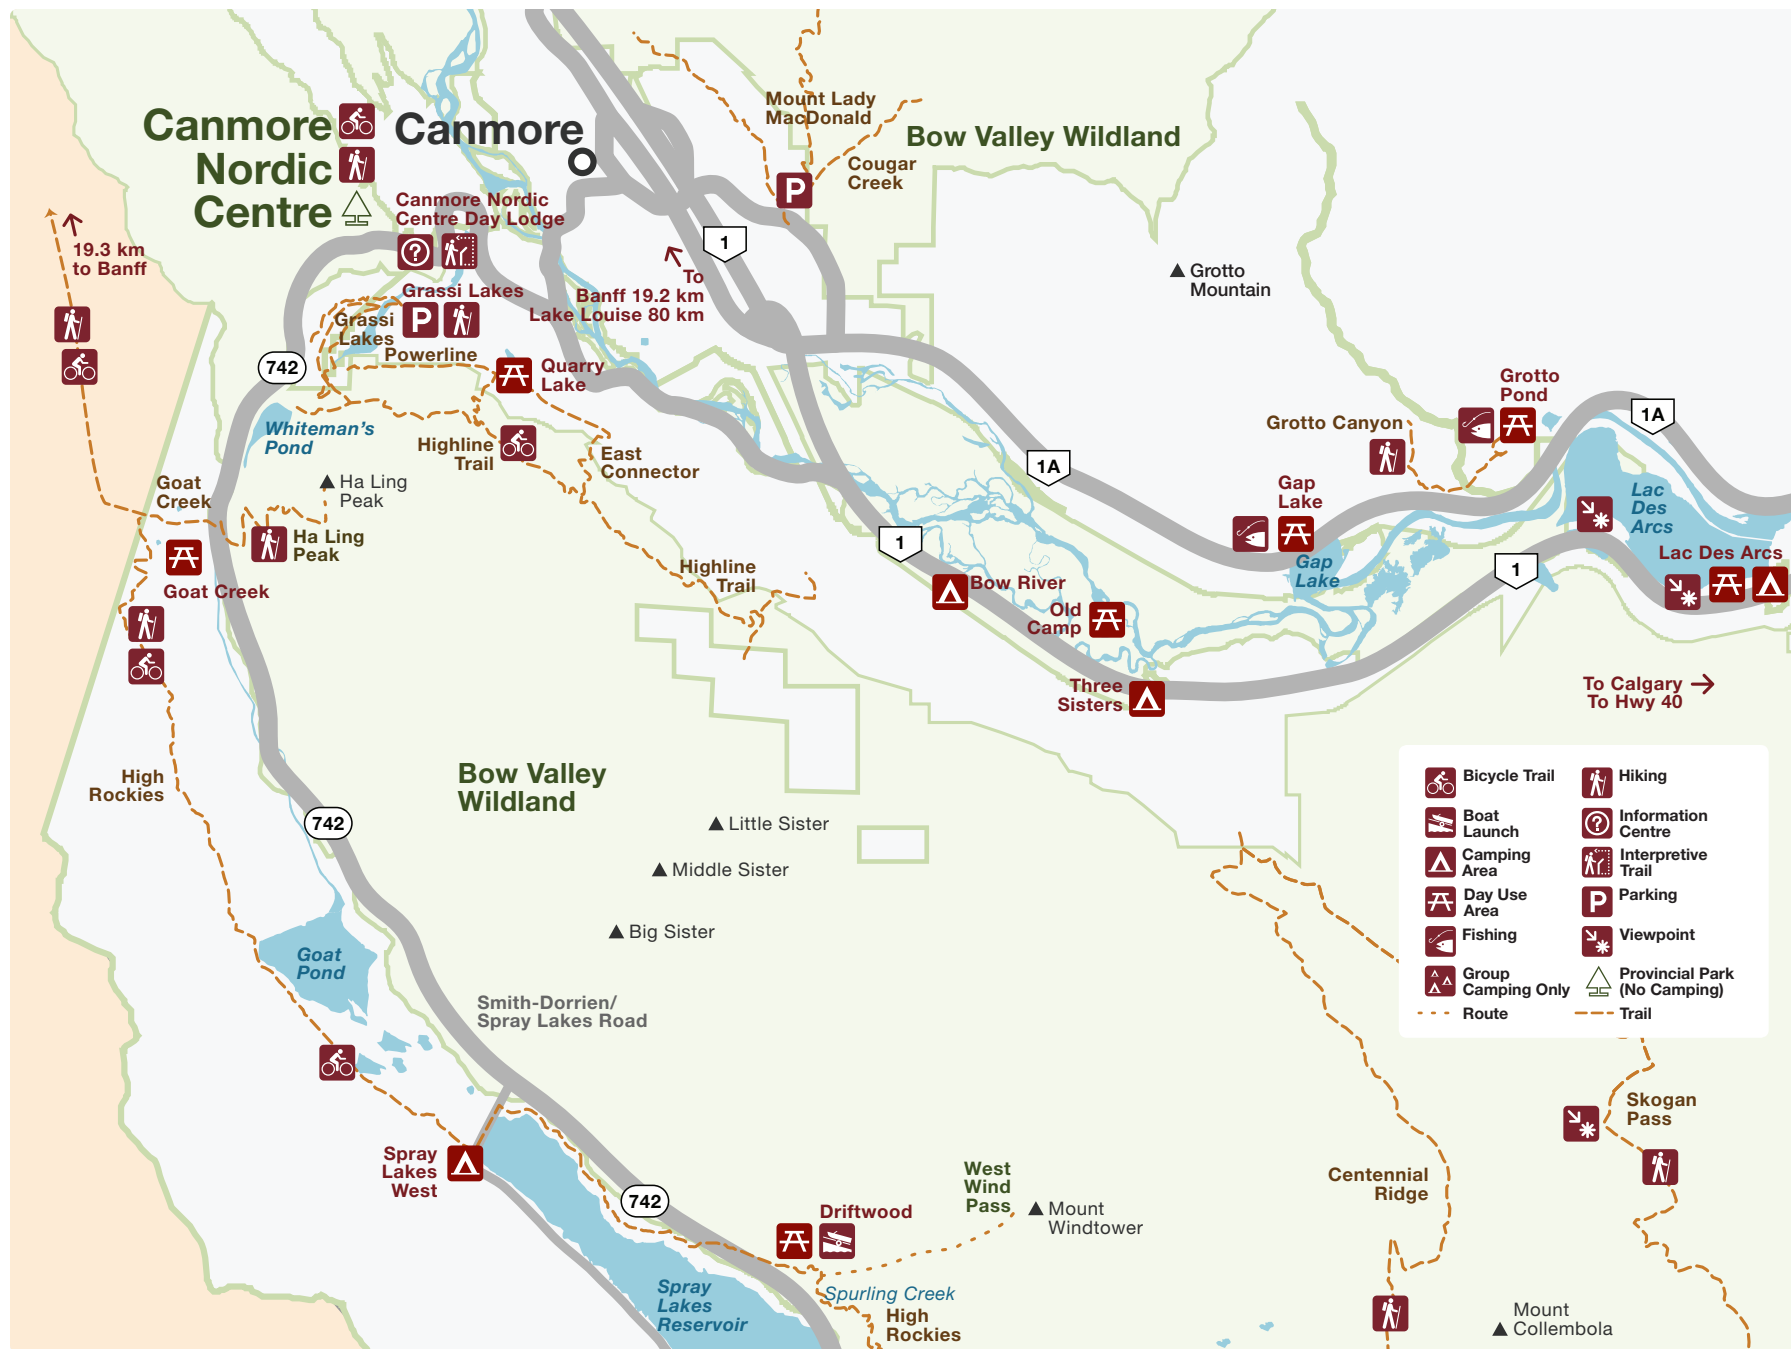 Canmore
Nordic
Centre
Canmore
Mount Lady
MacDonald
Cougar
Creek
Bow Valley Wildland
P
Canmore Nordic
Centre Day Lodge
?
19.3 km
to Banff
1
To
Banff 19.2 km
Lake Louise 80 km
Grotto
Mountain
Grassi Lakes
P
Grassi
Lakes
Powerline
742
Quarry
Lake
Whiteman's
Pond
Highline
Trail
East
Connector
Grotto
Pond
Grotto Canyon
1A
1A
Goat
Creek
Ha Ling
Peak
Ha Ling
Peak
Gap
Lake
Lac
Des
Arcs
1
1
Gap
Lake
Lac Des Arcs
Goat Creek
Highline
Trail
Bow River
Old
Camp
Three
Sisters
To Calgary
To Hwy 40
High
Rockies
Bow Valley
Wildland
742
Little Sister
Middle Sister
Big Sister
Goat
Pond
Smith-Dorrien/
Spray Lakes Road
Bicycle Trail
Hiking
Boat
Launch
?
Information
Centre
Camping
Area
Interpretive
Trail
Day Use
Area
P
Parking
Fishing
Viewpoint
Group
Camping Only
Provincial Park
(No Camping)
Route
Trail
Skogan
Pass
Spray
Lakes
West
742
West
Wind
Pass
Mount
Windtower
Centennial
Ridge
Driftwood
Spray
Lakes
Reservoir
Spurling Creek
High
Rockies
Mount
Collembola